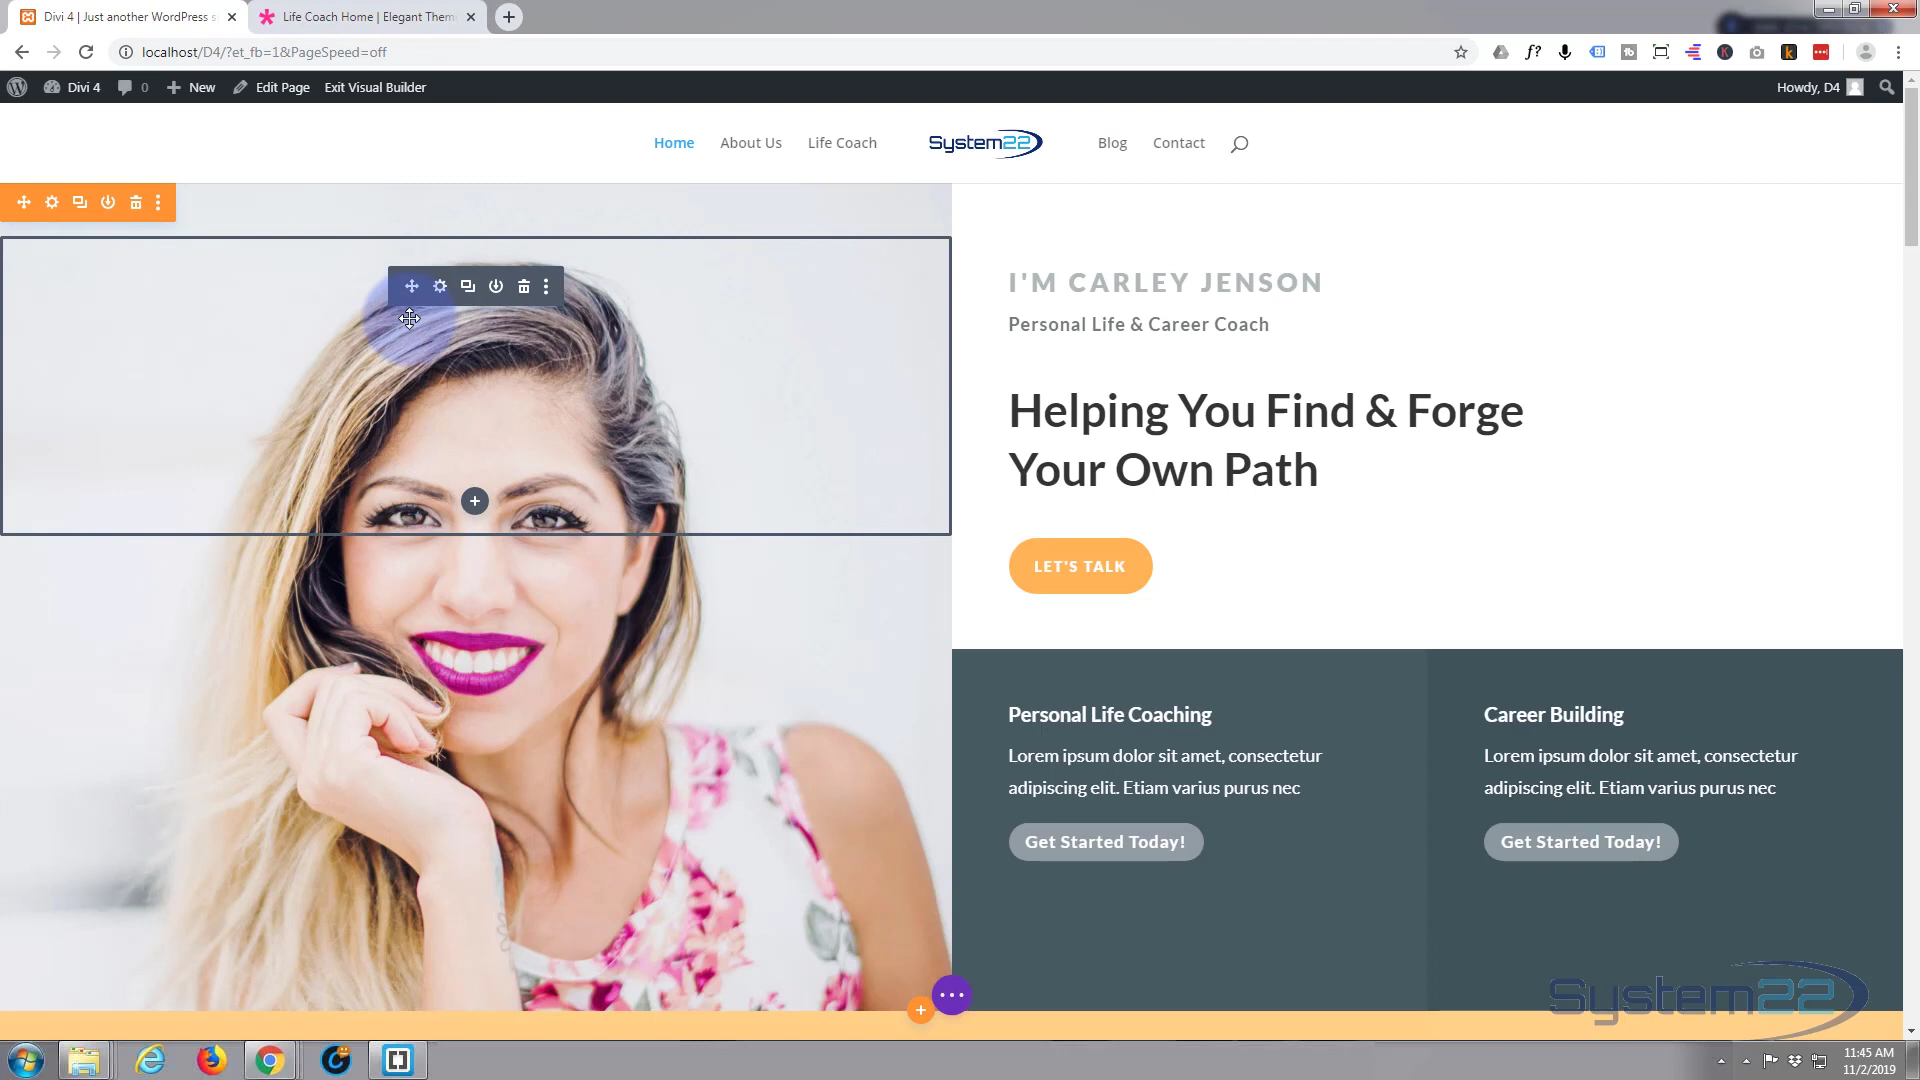 Divi 4 | Just another WordPress s
Life Coach Home | Elegant Them
localhost/D4/?et_fb=1&PageSpeed=off
Divi 4
0
New
Edit Page
Exit Visual Builder
Howdy, D4
Home
About Us
Life Coach
System22
Blog
Contact
I'M CARLEY JENSON
Personal Life & Career Coach
Helping You Find & Forge
Your Own Path
LET'S TALK
Personal Life Coaching
Lorem ipsum dolor sit amet, consectetur
adipiscing elit. Etiam varius purus nec
Get Started Today!
Career Building
Lorem ipsum dolor sit amet, consectetur
adipiscing elit. Etiam varius purus nec
Get Started Today!
System22
11:45 AM
11/2/2019